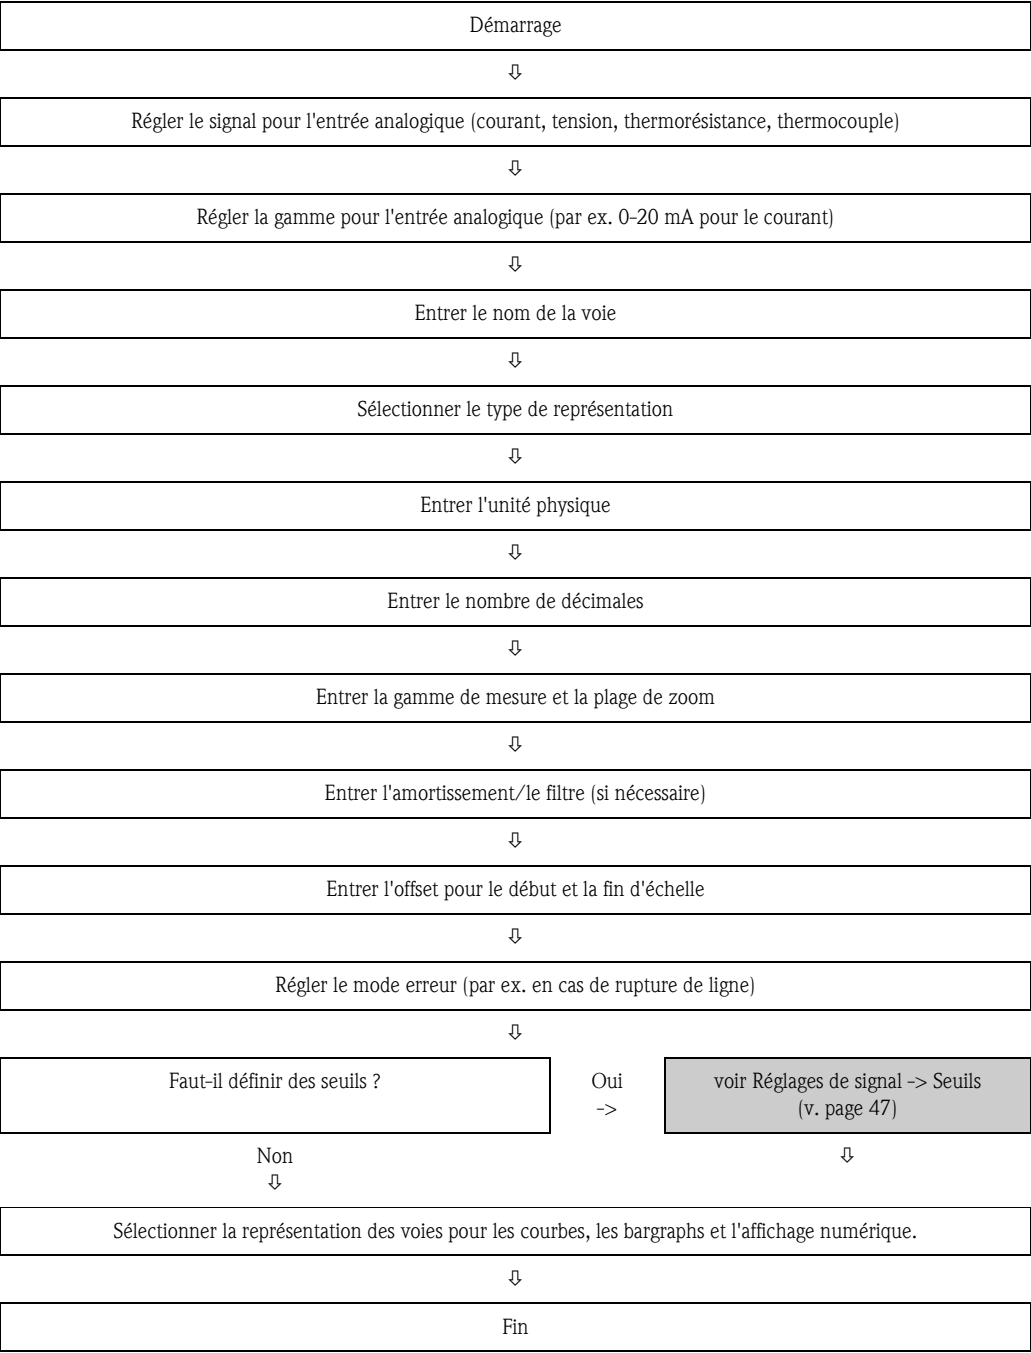 Démarrage
⇩
Régler le signal pour l'entrée analogique (courant, tension, thermorésistance, thermocouple)
⇩
Régler la gamme pour l'entrée analogique (par ex. 0-20 mA pour le courant)
⇩
Entrer le nom de la voie
⇩
Sélectionner le type de représentation
⇩
Entrer l'unité physique
⇩
Entrer le nombre de décimales
⇩
Entrer la gamme de mesure et la plage de zoom
⇩
Entrer l'amortissement/le filtre (si nécessaire)
⇩
Entrer l'offset pour le début et la fin d'échelle
⇩
Régler le mode erreur (par ex. en cas de rupture de ligne)
⇩
Faut-il définir des seuils ?
Oui
->
voir Réglages de signal -> Seuils
(v. page 47)
Non
⇩
⇩
Sélectionner la représentation des voies pour les courbes, les bargraphs et l'affichage numérique.
⇩
Fin